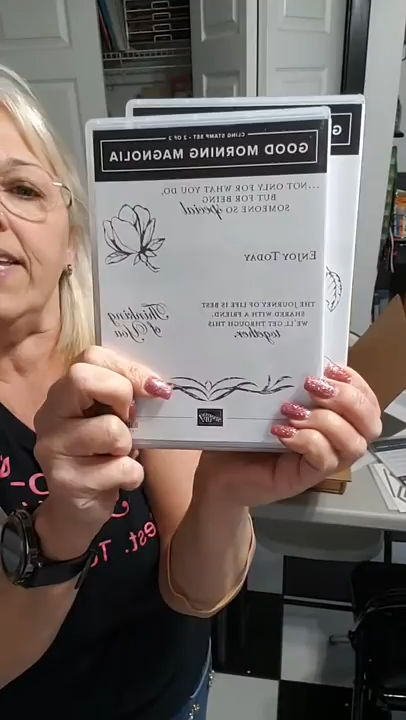 CLING STAMP SET • 2 OF 2
GOOD MORNING MAGNOLIA
G
...NOT ONLY FOR WHAT YOU DO,
BUT FOR BEING
SOMEONE SO special
ENJOY TODAY
THE JOURNEY OF LIFE IS BEST
SHARED WITH A FRIEND.
WE'LL GET THROUGH THIS
together.
Thinking
of You
est. T